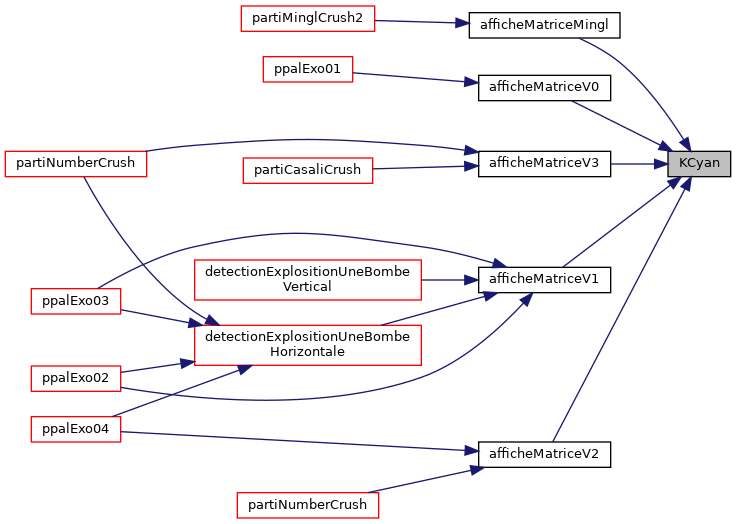 partiMinglCrush2
afficheMatriceMingl
ppalExo01
afficheMatriceV0
partiNumberCrush
partiCasaliCrush
afficheMatriceV3
KCyan
detectionExplositionUneBombe
Vertical
afficheMatriceV1
ppalExo03
detectionExplositionUneBombe
Horizontale
ppalExo02
ppalExo04
afficheMatriceV2
partiNumberCrush